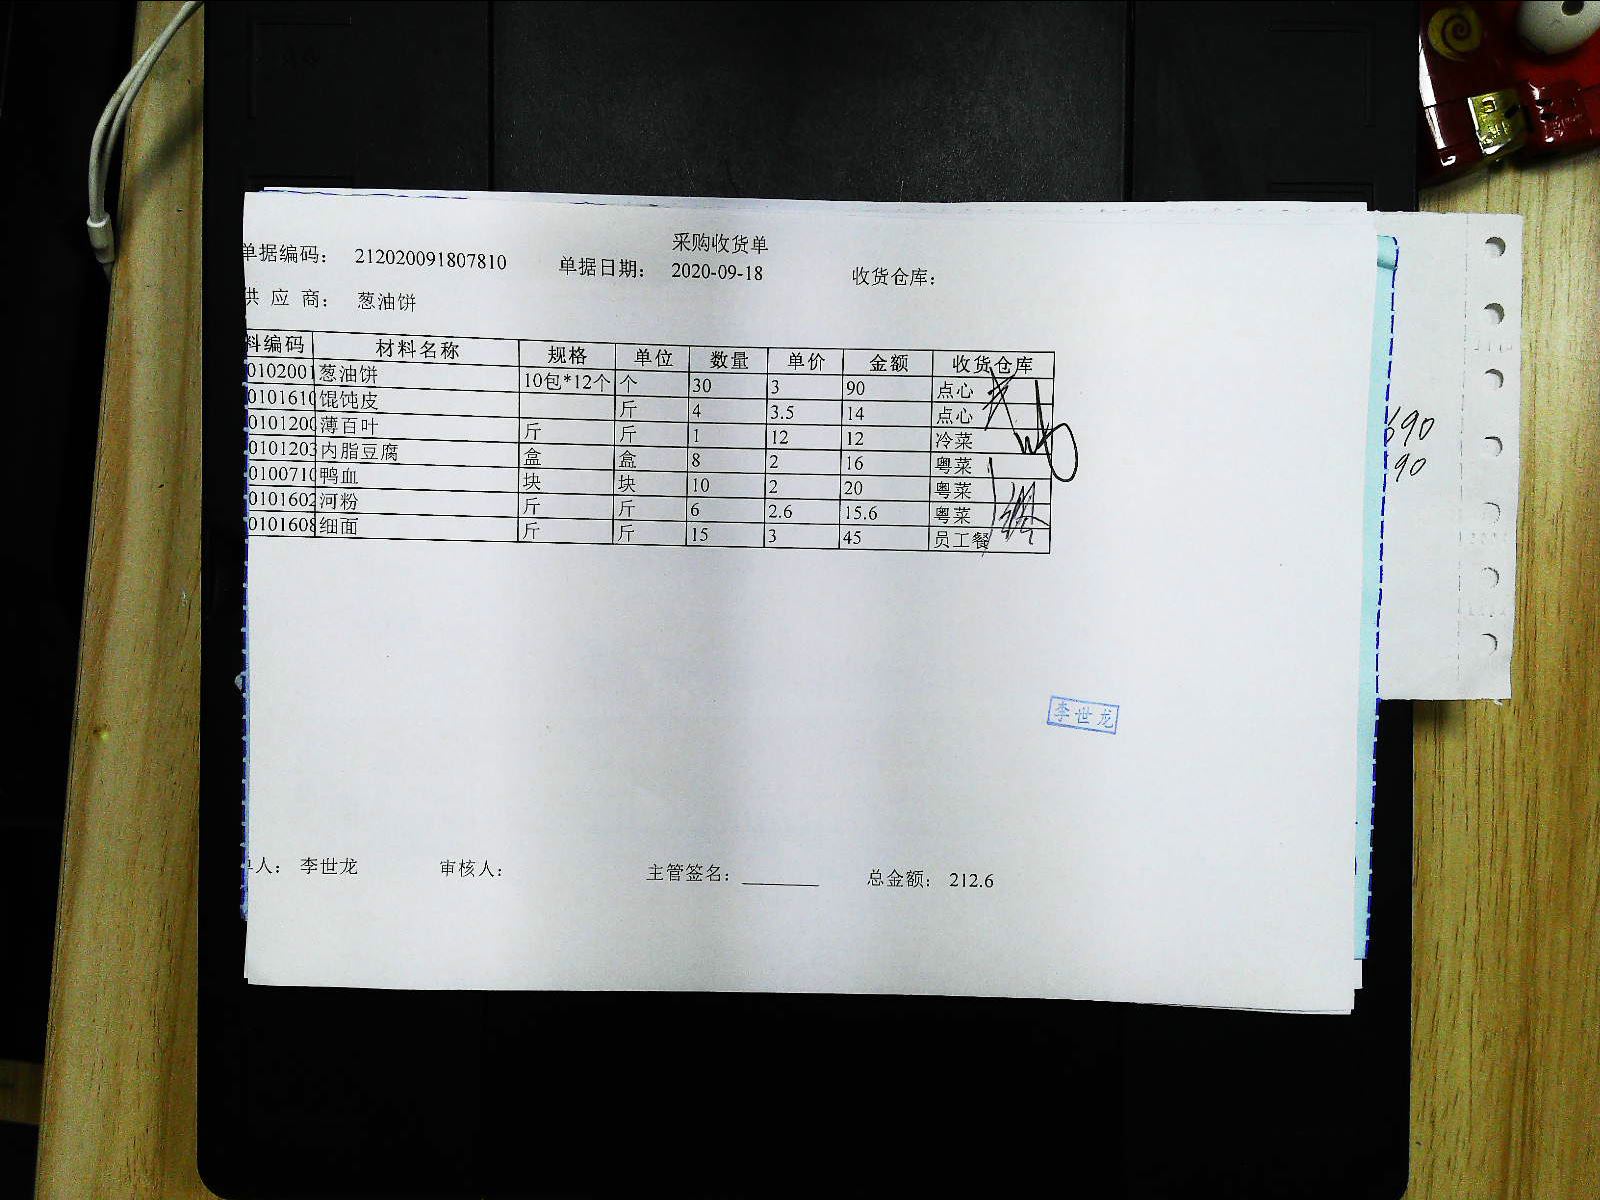 采购收货单
单据编码： 212020091807810 单据日期： 2020-09-18 收货仓库：
供 应 商： 葱油饼
料编码 材料名称 规格 单位 数量 单价 金额 收货仓库
0102001 葱油饼 10包*12个 个 30 3 90 点心
0101610 馄饨皮 斤 4 3.5 14 点心
010120 薄百叶 斤 斤 1 12 12 冷菜
0101203 内脂豆腐 盒 盒 8 2 16 粤菜
010071 鸭血 块 块 10 2 20 粤菜
0101602 河粉 斤 斤 6 2.6 15.6 粤菜
0101608 细面 斤 斤 15 3 45 员工餐
690
90
李世龙
人： 李世龙 审核人： 主管签名： 总金额： 212.6